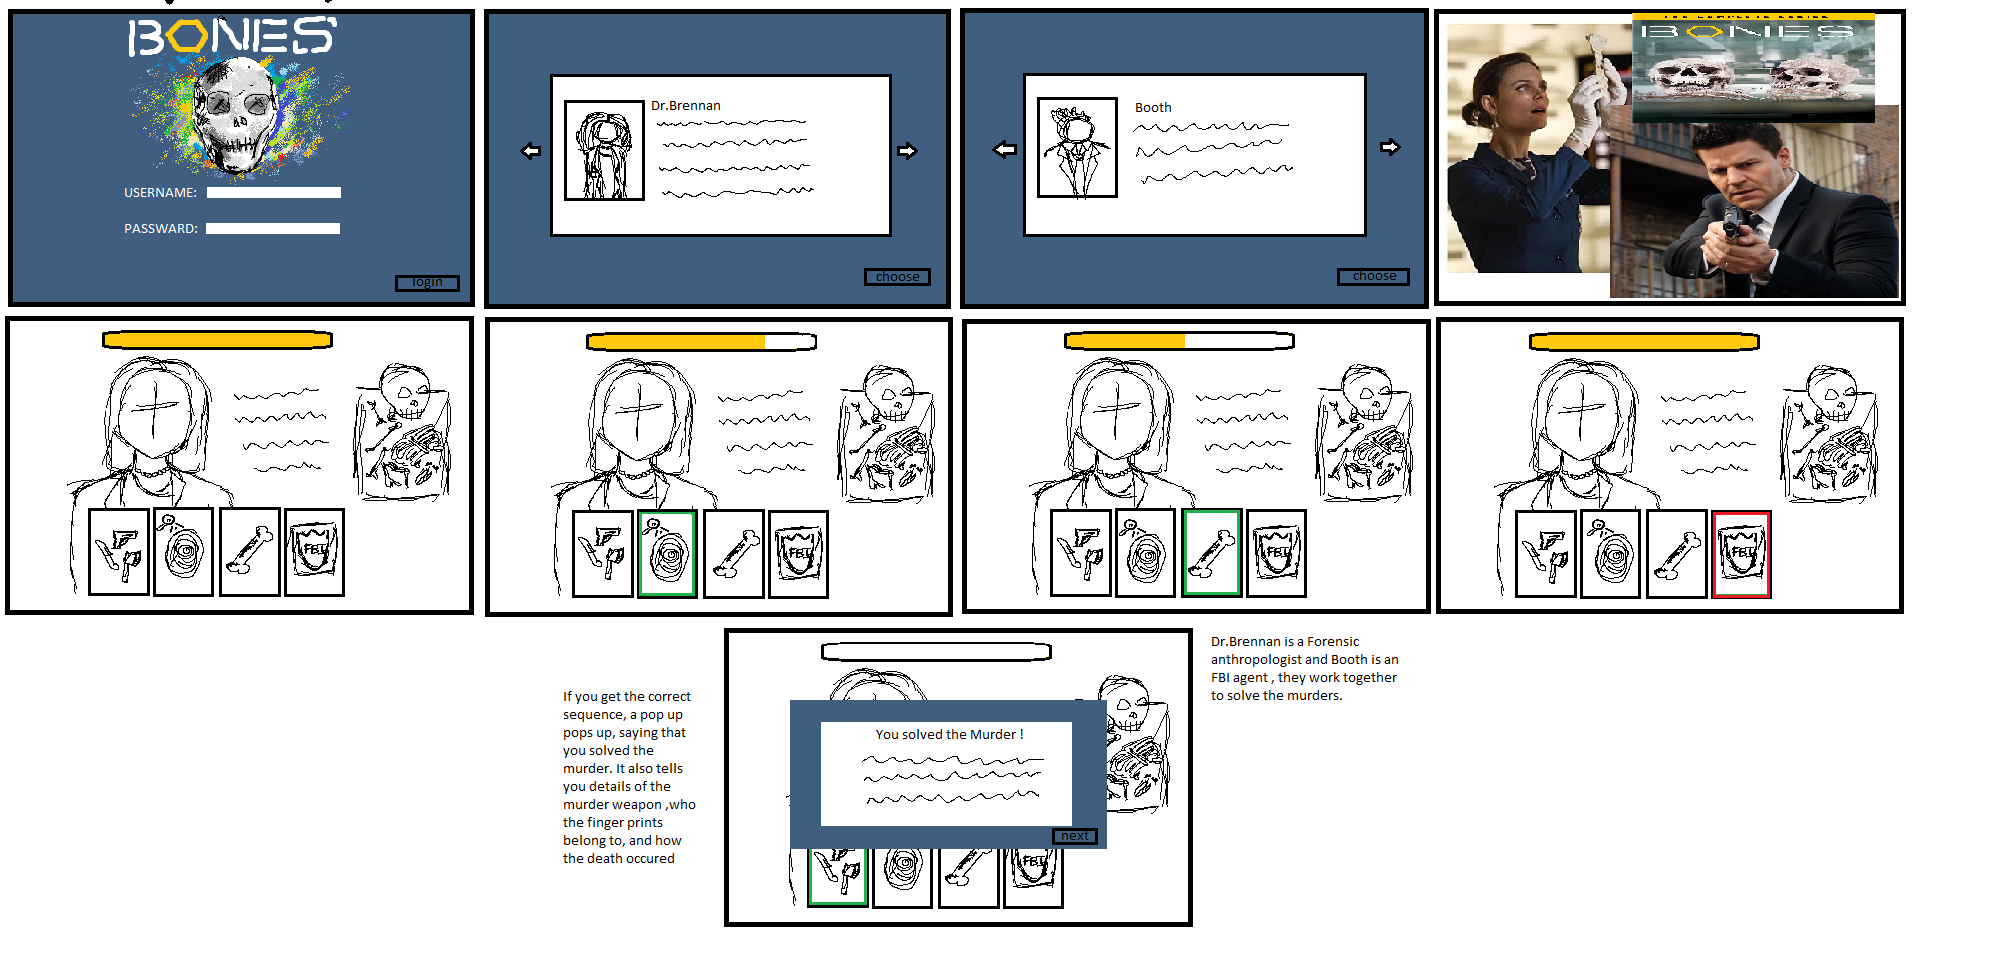 BONES
USERNAME:
PASSWARD:
login
Dr.Brennan
choose
Booth
choose
THE COMPLETE SERIES
BONES
FBI
FBI
FBI
FBI
Dr.Brennan is a Forensic
anthropologist and Booth is an
FBI agent , they work together
to solve the murders.
If you get the correct
sequence, a pop up
pops up, saying that
you solved the
murder. It also tells
you details of the
murder weapon ,who
the finger prints
belong to, and how
the death occured
You solved the Murder !
next
FBI